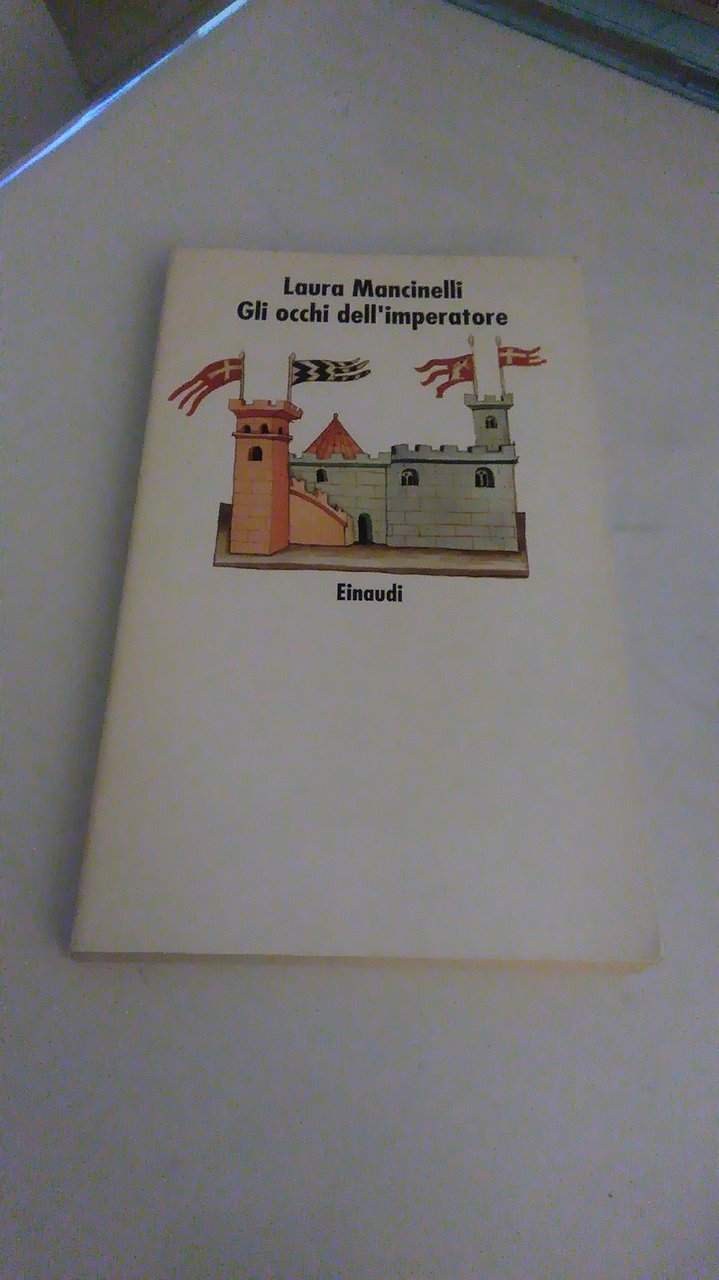 Laura Mancinelli
Gli occhi dell'imperatore
Einaudi